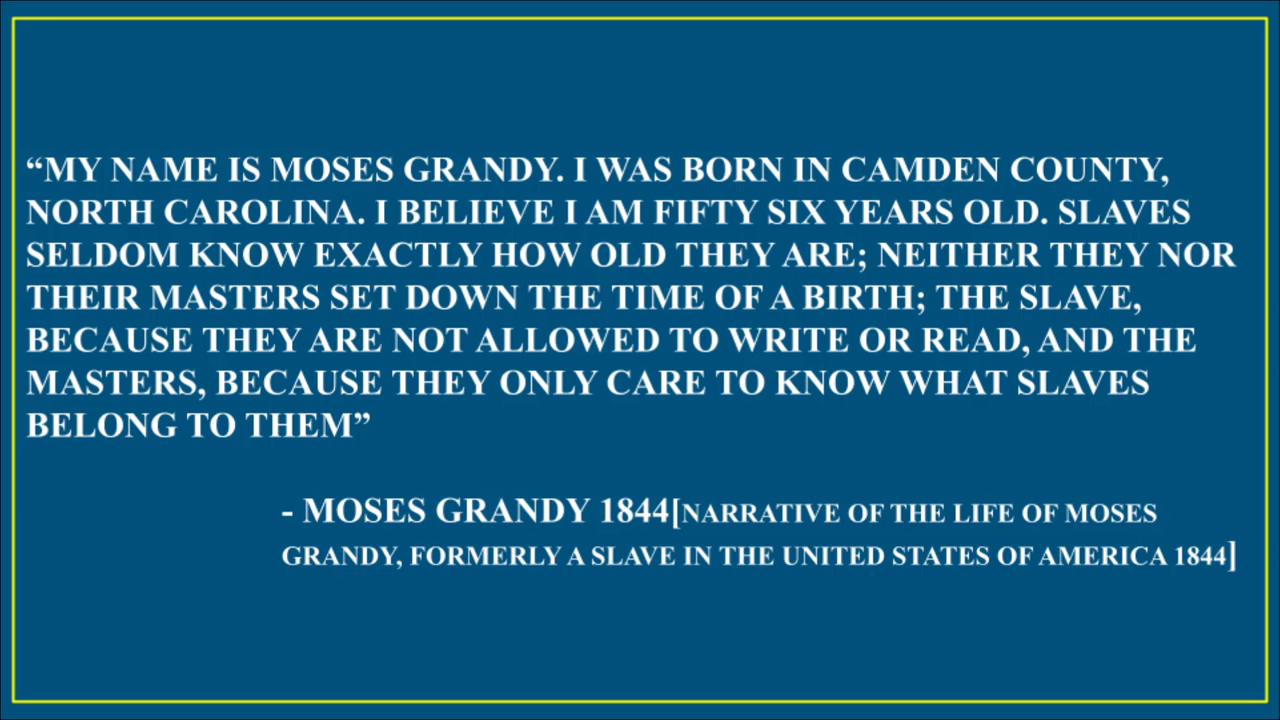 “MY NAME IS MOSES GRANDY. I WAS BORN IN CAMDEN COUNTY,
NORTH CAROLINA. I BELIEVE I AM FIFTY SIX YEARS OLD. SLAVES
SELDOM KNOW EXACTLY HOW OLD THEY ARE; NEITHER THEY NOR
THEIR MASTERS SET DOWN THE TIME OF A BIRTH; THE SLAVE,
BECAUSE THEY ARE NOT ALLOWED TO WRITE OR READ, AND THE
MASTERS, BECAUSE THEY ONLY CARE TO KNOW WHAT SLAVES
BELONG TO THEM”
- MOSES GRANDY 1844[NARRATIVE OF THE LIFE OF MOSES
GRANDY, FORMERLY A SLAVE IN THE UNITED STATES OF AMERICA 1844]